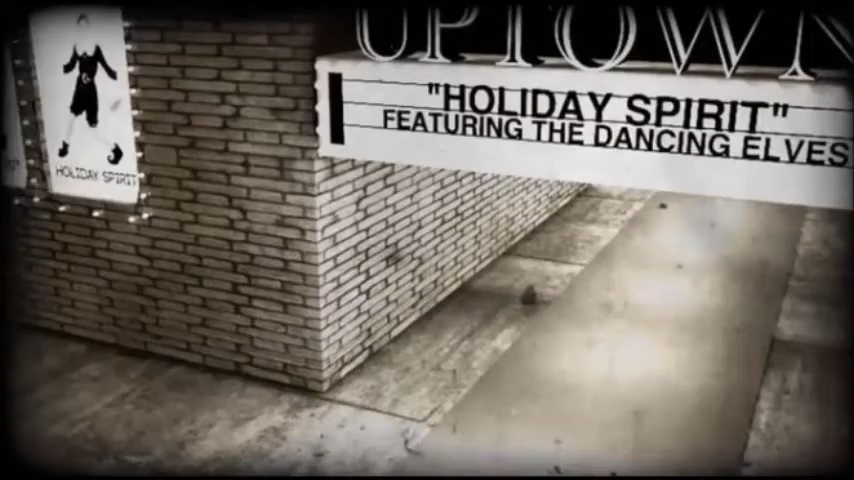 UPTOWN
"HOLIDAY SPIRIT"
FEATURING THE DANCING ELVES
HOLIDAY SPIRIT